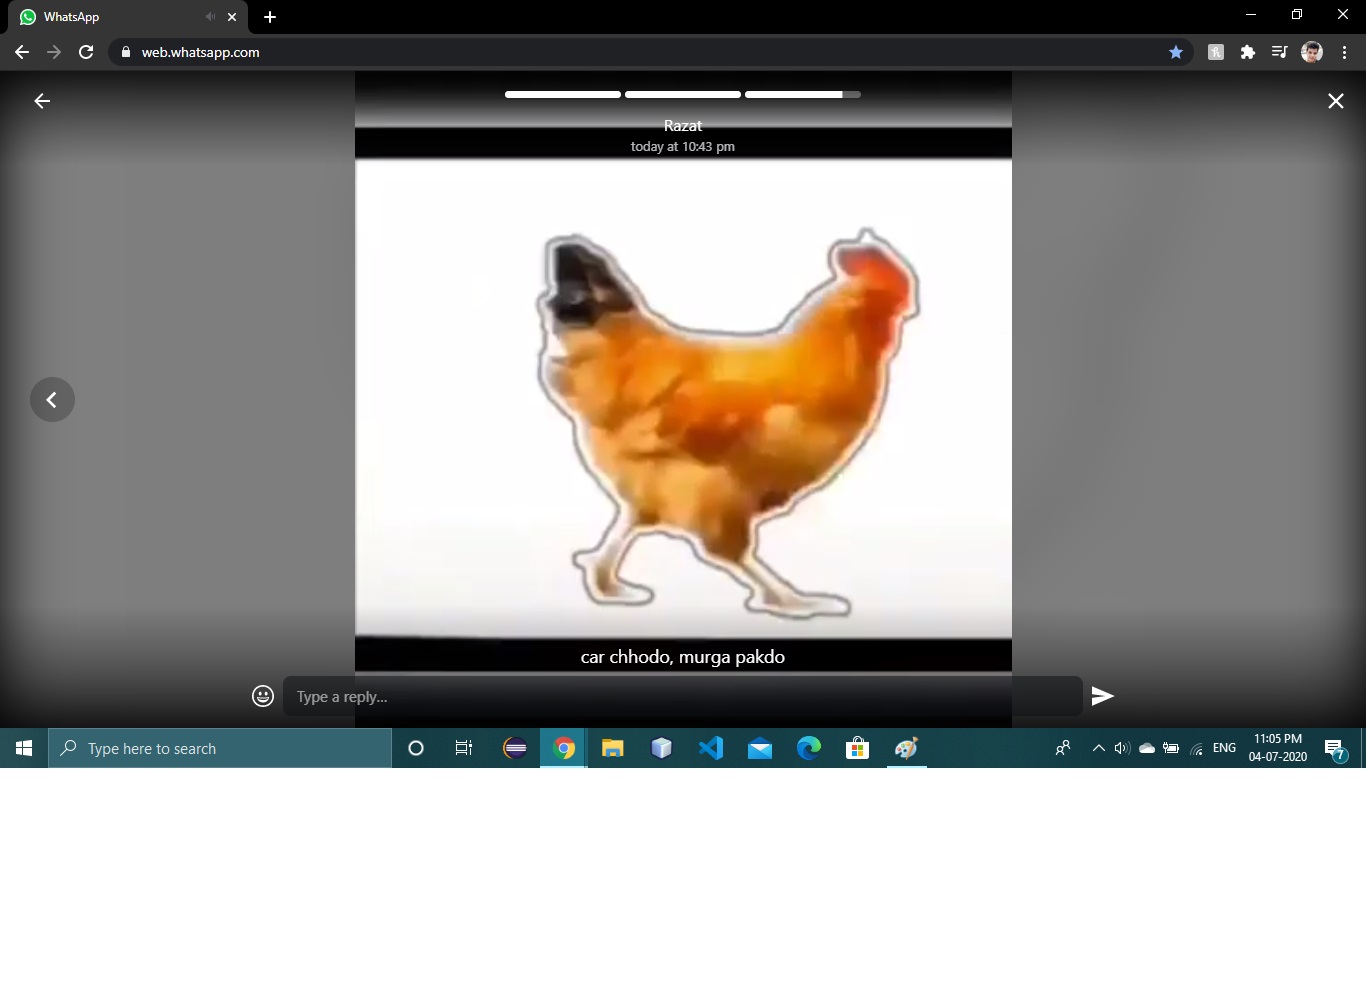 WhatsApp
web.whatsapp.com
Razat
today at 10:43 pm
car chhodo, murga pakdo
Type a reply...
Type here to search
ENG
11:05 PM
04-07-2020
7